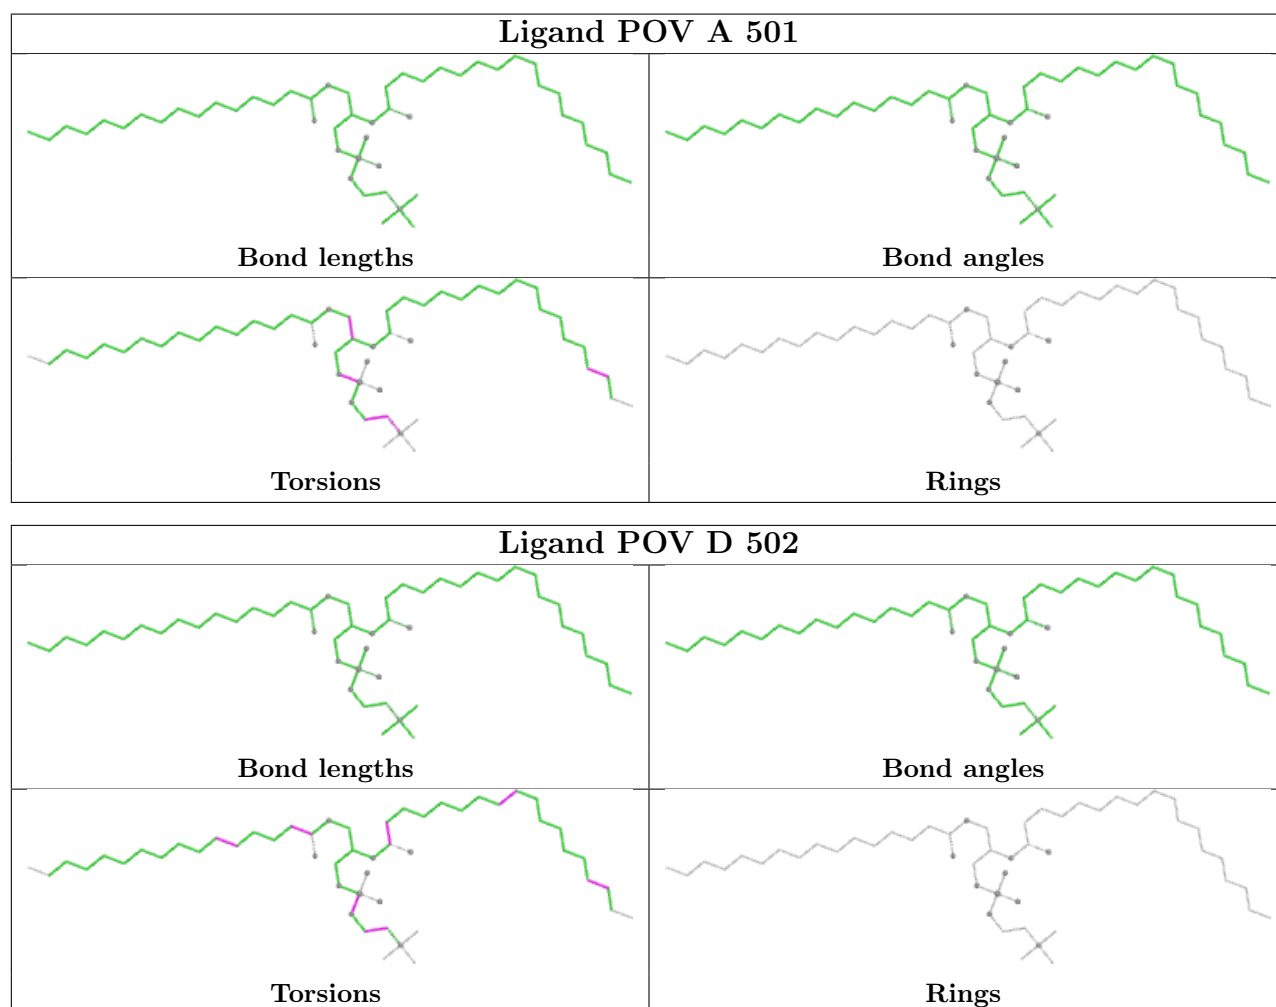 Ligand POV A 501
Bond lengths
Bond angles
Torsions
Rings
Ligand POV D 502
Bond lengths
Bond angles
Torsions
Rings